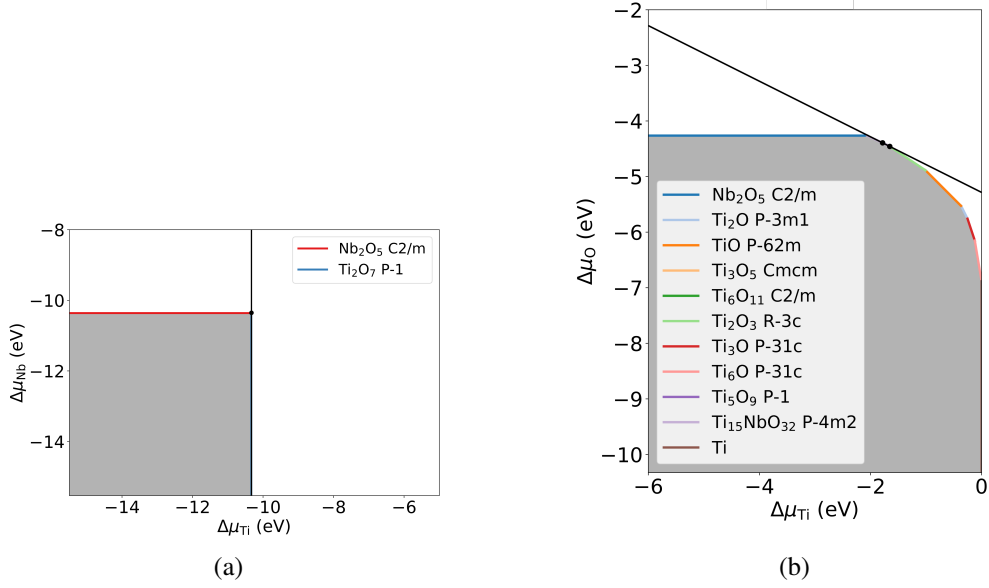 −8
−10
−12
−14
Δμ_Nb (eV)
−14 −12 −10 −8 −6
Δμ_Ti (eV)
Nb₂O₅ C2/m
Ti₂O₇ P-1
(a)
−2
−3
−4
−5
−6
−7
−8
−9
−10
Δμ_O (eV)
−6 −4 −2 0
Δμ_Ti (eV)
Nb₂O₅ C2/m
Ti₂O P-3m1
TiO P-62m
Ti₃O₅ Cmcm
Ti₆O₁₁ C2/m
Ti₂O₃ R-3c
Ti₃O P-31c
Ti₆O P-31c
Ti₅O₉ P-1
Ti₁₅NbO₃₂ P-4m2
Ti
(b)